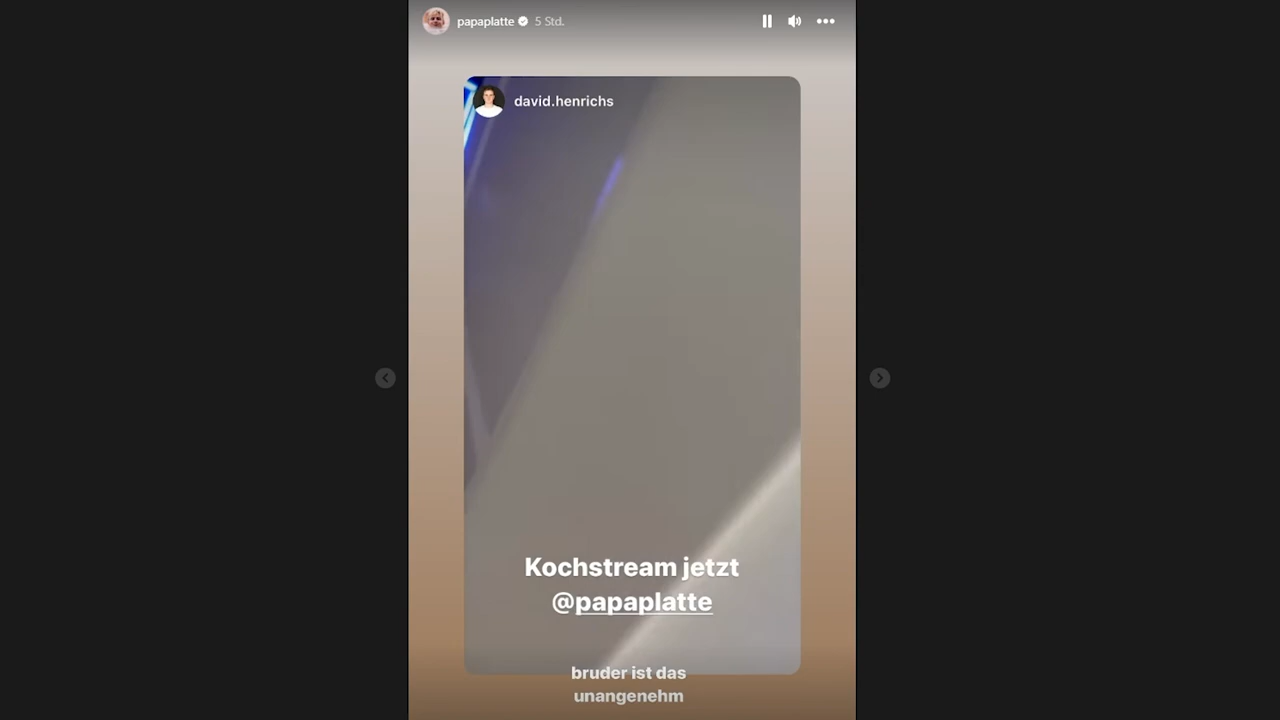 papaplatte 5 Std.
david.henrichs
Kochstream jetzt
@papaplatte
bruder ist das
unangenehm